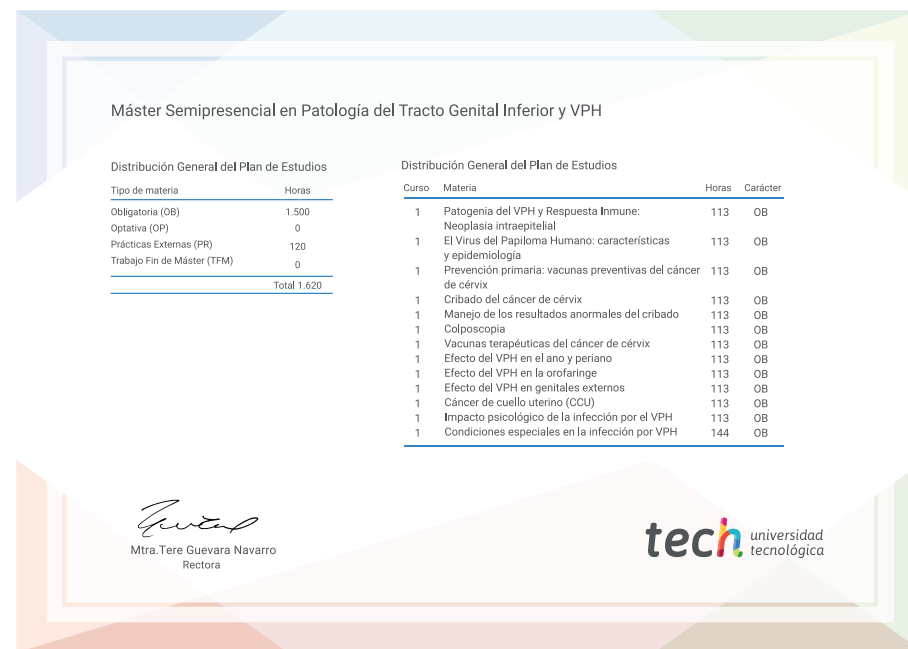 Máster Semipresencial en Patología del Tracto Genital Inferior y VPH
Distribución General del Plan de Estudios
Tipo de materia Horas
Obligatoria (OB) 1.500
Optativa (OP) 0
Prácticas Externas (PR) 120
Trabajo Fin de Máster (TFM) 0
Total 1.620
Distribución General del Plan de Estudios
Curso Materia Horas Carácter
1 Patogenia del VPH y Respuesta Inmune: 113 OB
Neoplasia intraepitelial
1 El Virus del Papiloma Humano: características 113 OB
y epidemiología
1 Prevención primaria: vacunas preventivas del cáncer 113 OB
de cérvix
1 Cribado del cáncer de cérvix 113 OB
1 Manejo de los resultados anormales del cribado 113 OB
1 Colposcopia 113 OB
1 Vacunas terapéuticas del cáncer de cérvix 113 OB
1 Efecto del VPH en el ano y periano 113 OB
1 Efecto del VPH en la orofaringe 113 OB
1 Efecto del VPH en genitales externos 113 OB
1 Cáncer de cuello uterino (CCU) 113 OB
1 Impacto psicológico de la infección por el VPH 113 OB
1 Condiciones especiales en la infección por VPH 144 OB
Mtra.Tere Guevara Navarro
Rectora
tech universidad
tecnológica